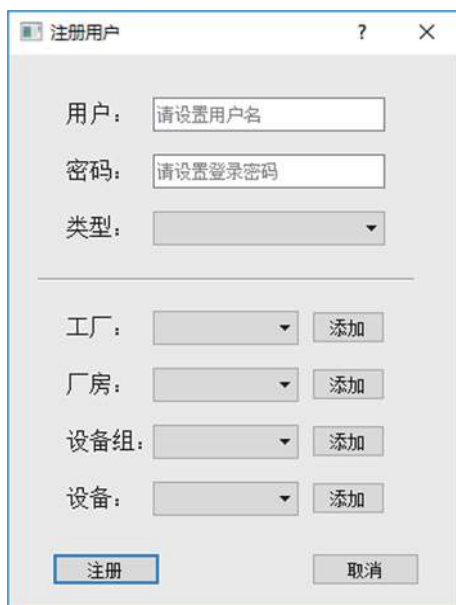 注册用户 ?
用户： 请设置用户名
密码： 请设置登录密码
类型：
工厂： 添加
厂房： 添加
设备组： 添加
设备： 添加
注册 取消